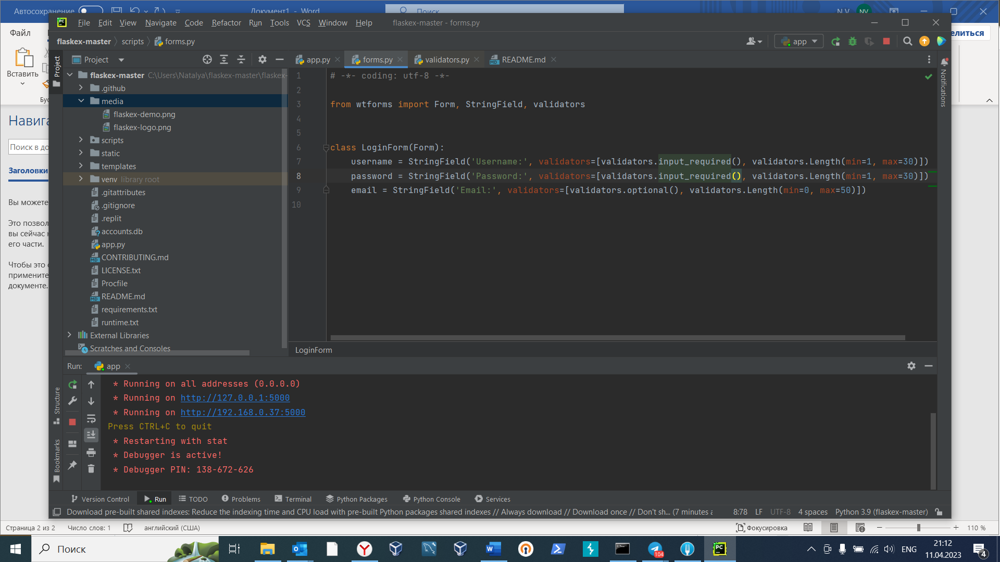 Автосохранение
Документ1 - Word
Поиск
N V
NV
File Edit View Navigate Code Refactor Run Tools VCS Window Help
flaskex-master - forms.py
Файл
елиться
flaskex-master scripts forms.py
app
Вставить
Project
app.py
forms.py
validators.py
README.md
Project
Notifications
flaskex-master C:\Users\Natalya\flaskex-master\flaskex-
.github
media
flaskex-demo.png
flaskex-logo.png
scripts
static
templates
venv library root
.gitattributes
.gitignore
.replit
accounts.db
app.py
CONTRIBUTING.md
LICENSE.txt
Procfile
README.md
requirements.txt
runtime.txt
External Libraries
Scratches and Consoles
1 # -*- coding: utf-8 -*-
2
3 from wtforms import Form, StringField, validators
4
5
6 class LoginForm(Form):
7 username = StringField('Username:', validators=[validators.input_required(), validators.Length(min=1, max=30)])
8 password = StringField('Password:', validators=[validators.input_required(), validators.Length(min=1, max=30)])
9 email = StringField('Email:', validators=[validators.optional(), validators.Length(min=0, max=50)])
10
LoginForm
Бус
Навига
Поиск в до
Заголовки
Вы можете
Это позвол
вы сейчас
его части.
Чтобы это
примените
документе.
Run: app
* Running on all addresses (0.0.0.0)
* Running on http://127.0.0.1:5000
* Running on http://192.168.0.37:5000
Press CTRL+C to quit
* Restarting with stat
* Debugger is active!
* Debugger PIN: 138-672-626
Structure
Bookmarks
Version Control Run TODO Problems Terminal Python Packages Python Console Services
Download pre-built shared indexes: Reduce the indexing time and CPU load with pre-built Python packages shared indexes // Always download // Download once // Don't sh... (7 minutes a
8:78 LF UTF-8 4 spaces Python 3.9 (flaskex-master)
Страница 2 из 2 Число слов: 1 английский (США)
Фокусировка
110 %
Поиск
104
ENG
21:12
11.04.2023
4